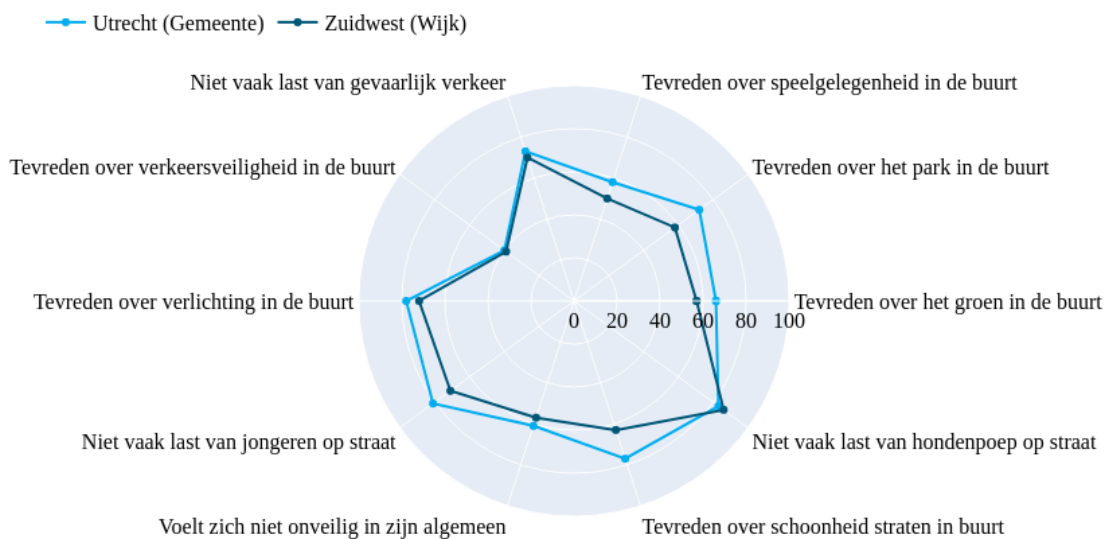 Utrecht (Gemeente) Zuidwest (Wijk)
Niet vaak last van gevaarlijk verkeer
Tevreden over speelgelegenheid in de buurt
Tevreden over verkeersveiligheid in de buurt
Tevreden over het park in de buurt
Tevreden over verlichting in de buurt
Tevreden over het groen in de buurt
0 20 40 60 80 100
Niet vaak last van jongeren op straat
Niet vaak last van hondenpoep op straat
Voelt zich niet onveilig in zijn algemeen
Tevreden over schoonheid straten in buurt